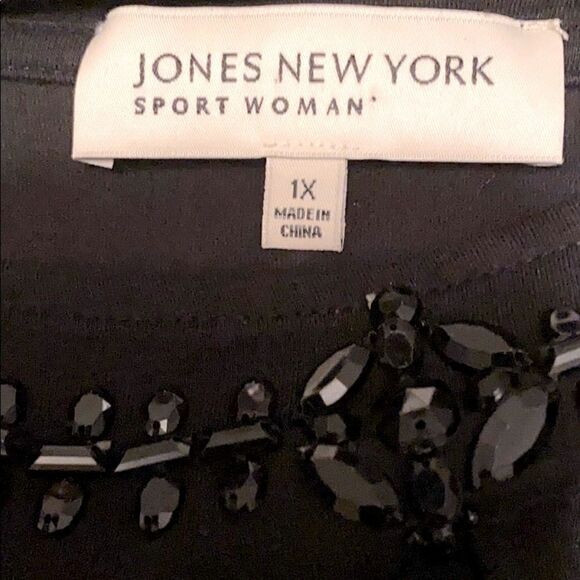 JONES NEW YORK
SPORT WOMAN
1X
MADE IN
CHINA